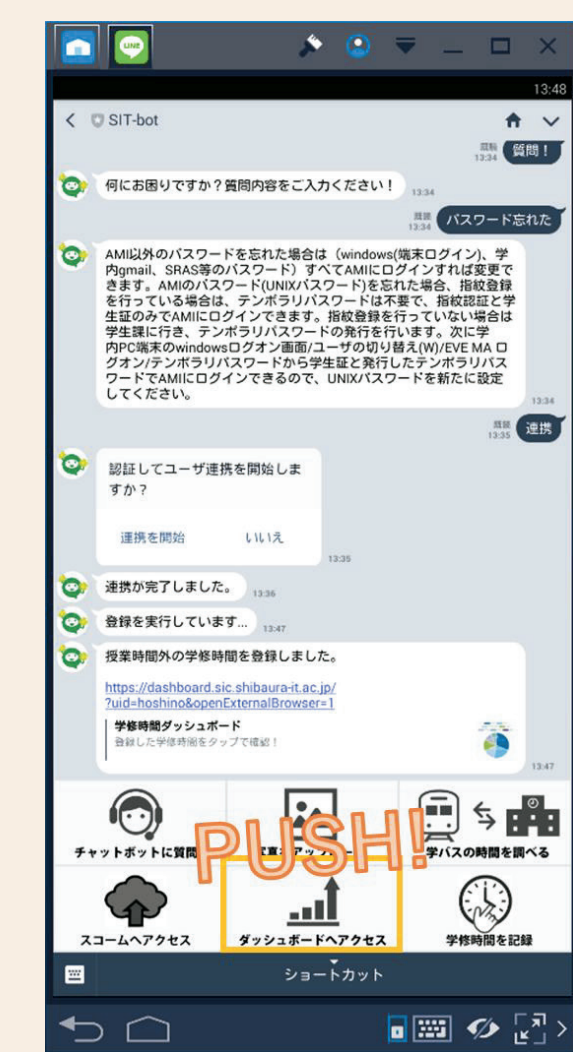 LINE
13:48
SIT-bot
既読
13:34
質問！
何にお困りですか？質問内容をご入力ください！
13:34
既読
13:34
パスワード忘れた
AMI以外のパスワードを忘れた場合は（windows(端末ログイン)、学
内gmail、SRAS等のパスワード）すべてAMIにログインすれば変更で
きます。AMIのパスワード(UNIXパスワード)を忘れた場合、指紋登録
を行っている場合は、テンポラリパスワードは不要で、指紋認証と学
生証のみでAMIにログインできます。指紋登録を行っていない場合は
学生課に行き、テンポラリパスワードの発行を行います。次に学
内PC端末のwindowsログオン画面/ユーザの切り替え(W)/EVE MA ロ
グオン/テンポラリパスワードから学生証と発行したテンポラリパス
ワードでAMIにログインできるので、UNIXパスワードを新たに設定
してください。
13:34
既読
13:35
連携
認証してユーザ連携を開始しま
すか？
連携を開始 いいえ
13:35
連携が完了しました。
13:36
登録を実行しています...
13:47
授業時間外の学修時間を登録しました。
https://dashboard.sic.shibaura-it.ac.jp/
?uid=hoshino&openExternalBrowser=1
学修時間ダッシュボード
登録した学修時間をタップで確認！
13:47
PUSH!
チャットボットに質問
学バスの時間を調べる
スコームへアクセス
ダッシュボードへアクセス
学修時間を記録
ショートカット